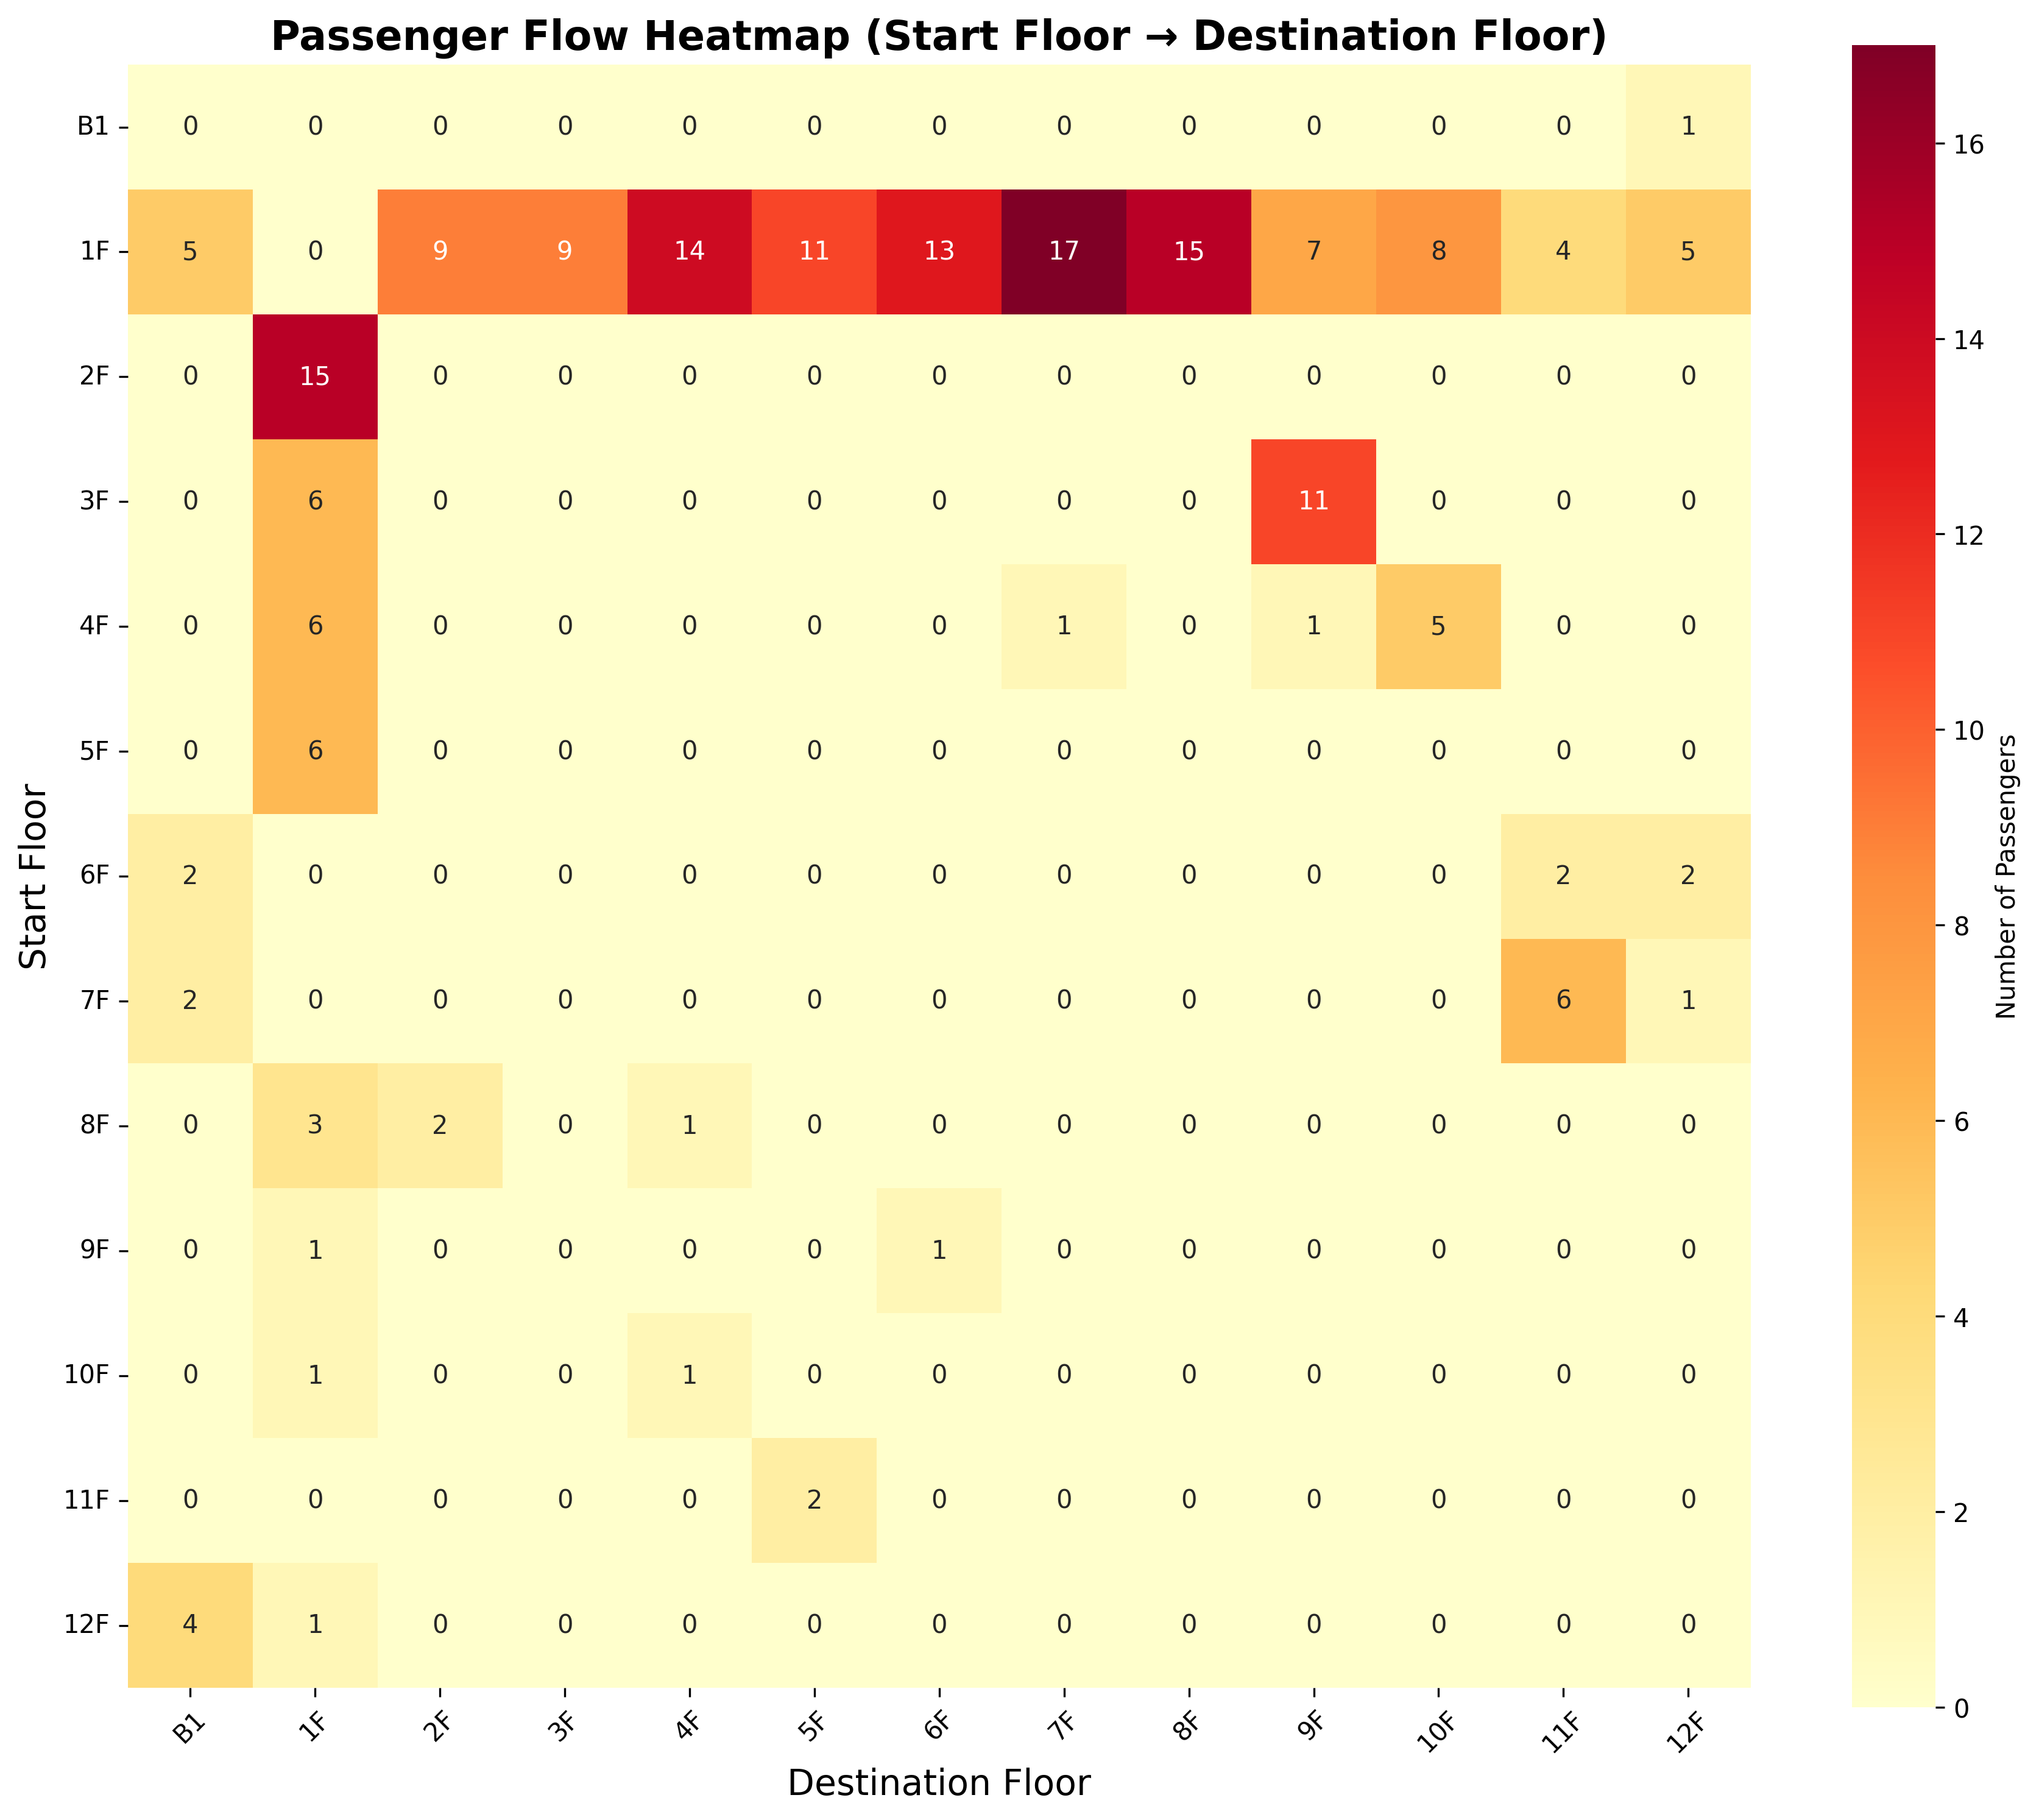 Passenger Flow Heatmap (Start Floor → Destination Floor)
B1 0 0 0 0 0 0 0 0 0 0 0 0 1
1F 5 0 9 9 14 11 13 17 15 7 8 4 5
2F 0 15 0 0 0 0 0 0 0 0 0 0 0
3F 0 6 0 0 0 0 0 0 0 11 0 0 0
4F 0 6 0 0 0 0 0 1 0 1 5 0 0
5F 0 6 0 0 0 0 0 0 0 0 0 0 0
6F 2 0 0 0 0 0 0 0 0 0 0 2 2
7F 2 0 0 0 0 0 0 0 0 0 0 6 1
8F 0 3 2 0 1 0 0 0 0 0 0 0 0
9F 0 1 0 0 0 0 1 0 0 0 0 0 0
10F 0 1 0 0 1 0 0 0 0 0 0 0 0
11F 0 0 0 0 0 2 0 0 0 0 0 0 0
12F 4 1 0 0 0 0 0 0 0 0 0 0 0
B1 1F 2F 3F 4F 5F 6F 7F 8F 9F 10F 11F 12F
Start Floor
Destination Floor
16
14
12
10
8
6
4
2
0
Number of Passengers